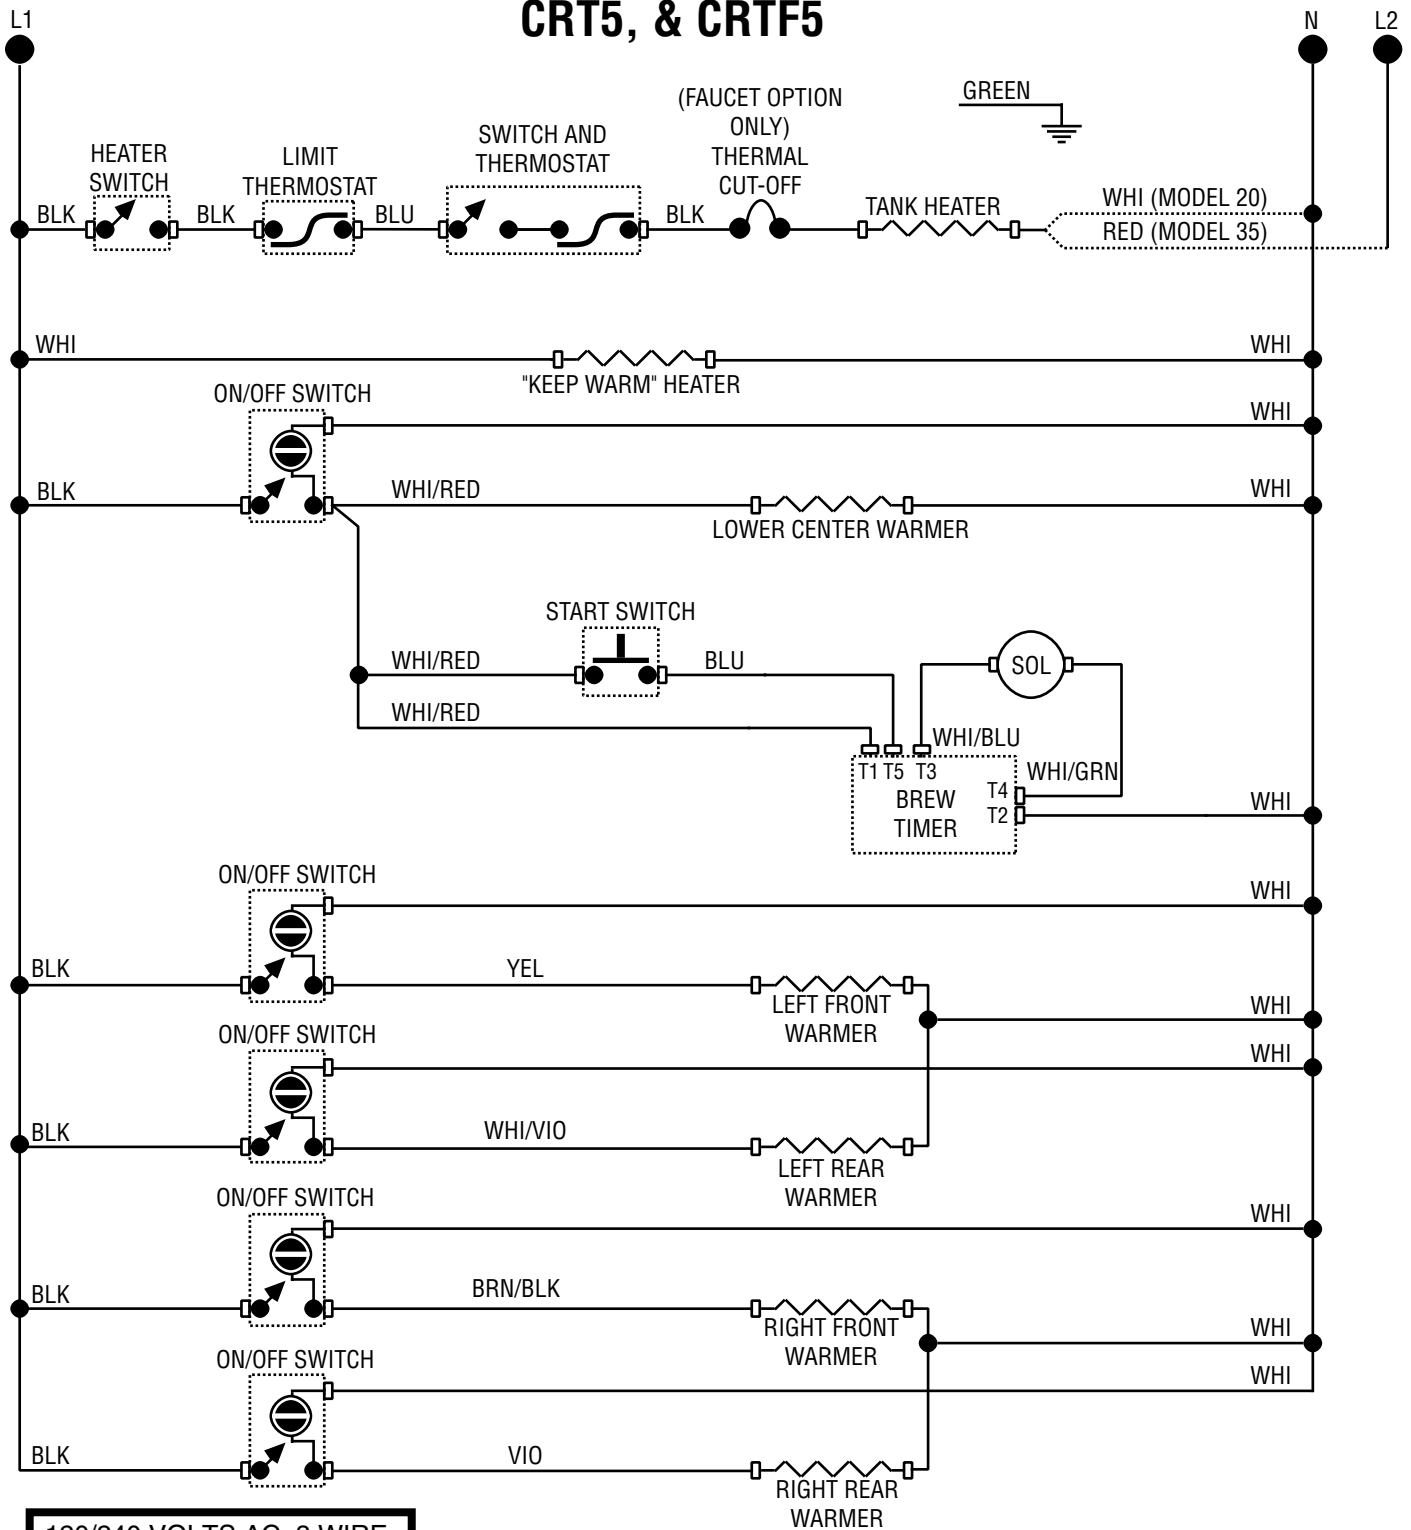 CRT5, & CRTF5
L1
N
L2
GREEN
(FAUCET OPTION
ONLY)
THERMAL
CUT-OFF
SWITCH AND
THERMOSTAT
HEATER
SWITCH
LIMIT
THERMOSTAT
BLK
BLK
BLU
BLK
TANK HEATER
WHI (MODEL 20)
RED (MODEL 35)
WHI
WHI
"KEEP WARM" HEATER
ON/OFF SWITCH
WHI
BLK
WHI/RED
WHI
LOWER CENTER WARMER
START SWITCH
WHI/RED
BLU
SOL
WHI/RED
WHI/BLU
T1 T5 T3
WHI/GRN
BREW
TIMER
T4
T2
WHI
ON/OFF SWITCH
WHI
BLK
YEL
LEFT FRONT
WARMER
WHI
ON/OFF SWITCH
WHI
BLK
WHI/VIO
LEFT REAR
WARMER
ON/OFF SWITCH
WHI
BLK
BRN/BLK
RIGHT FRONT
WARMER
WHI
ON/OFF SWITCH
WHI
BLK
VIO
RIGHT REAR
WARMER